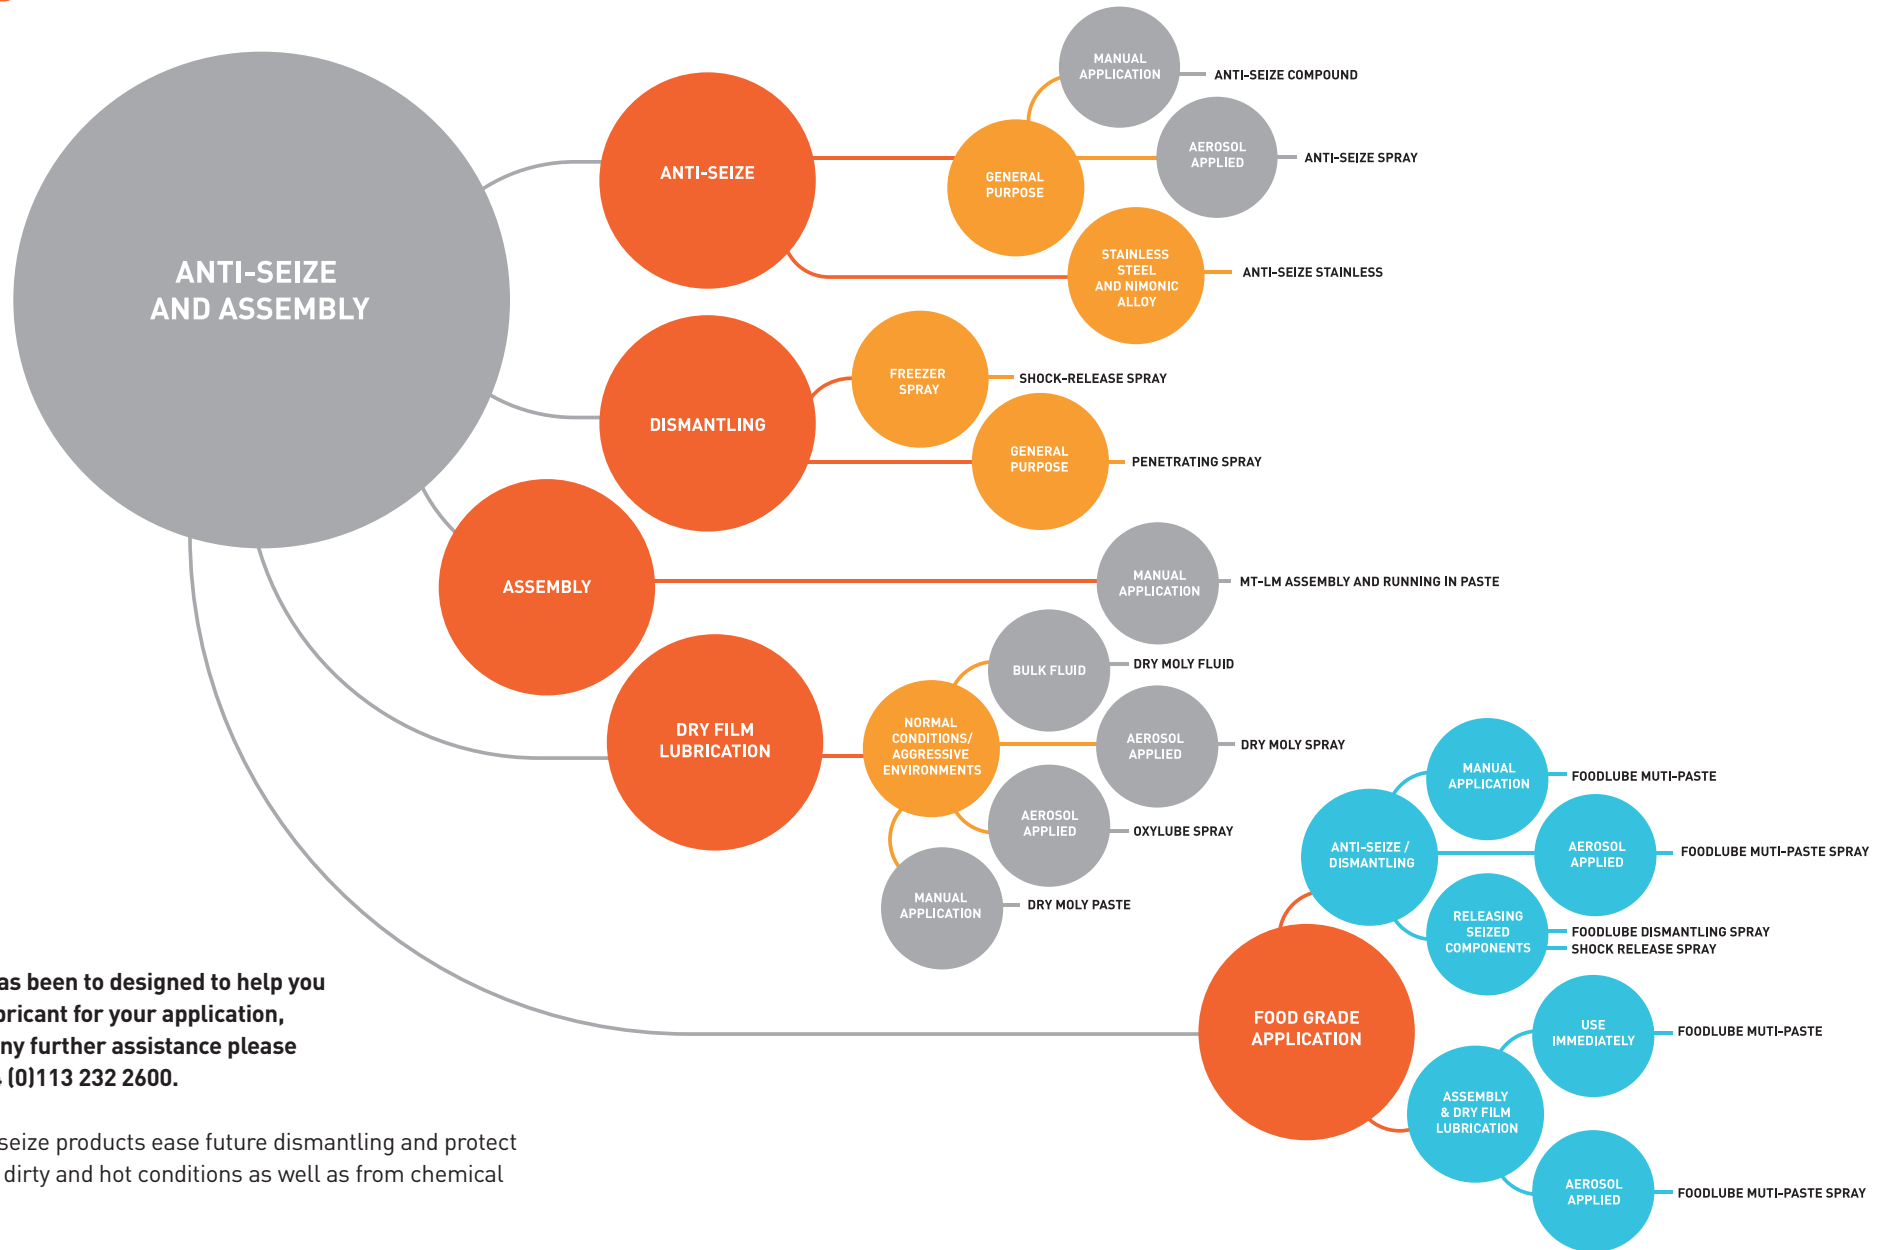 ANTI-SEIZE
AND ASSEMBLY
ANTI-SEIZE
GENERAL
PURPOSE
MANUAL
APPLICATION
ANTI-SEIZE COMPOUND
AEROSOL
APPLIED
ANTI-SEIZE SPRAY
STAINLESS
STEEL
AND NIMONIC
ALLOY
ANTI-SEIZE STAINLESS
DISMANTLING
FREEZER
SPRAY
SHOCK-RELEASE SPRAY
GENERAL
PURPOSE
PENETRATING SPRAY
ASSEMBLY
MANUAL
APPLICATION
MT-LM ASSEMBLY AND RUNNING IN PASTE
DRY FILM
LUBRICATION
NORMAL
CONDITIONS/
AGGRESSIVE
ENVIRONMENTS
BULK FLUID
DRY MOLY FLUID
AEROSOL
APPLIED
DRY MOLY SPRAY
AEROSOL
APPLIED
OXYLUBE SPRAY
MANUAL
APPLICATION
DRY MOLY PASTE
FOOD GRADE
APPLICATION
ANTI-SEIZE /
DISMANTLING
MANUAL
APPLICATION
FOODLUBE MUTI-PASTE
AEROSOL
APPLIED
FOODLUBE MUTI-PASTE SPRAY
RELEASING
SEIZED
COMPONENTS
FOODLUBE DISMANTLING SPRAY
SHOCK RELEASE SPRAY
ASSEMBLY
& DRY FILM
LUBRICATION
USE
IMMEDIATELY
FOODLUBE MUTI-PASTE
AEROSOL
APPLIED
FOODLUBE MUTI-PASTE SPRAY
as been to designed to help you
bricant for your application,
ny further assistance please
(0)113 232 2600.
seize products ease future dismantling and protect
dirty and hot conditions as well as from chemical